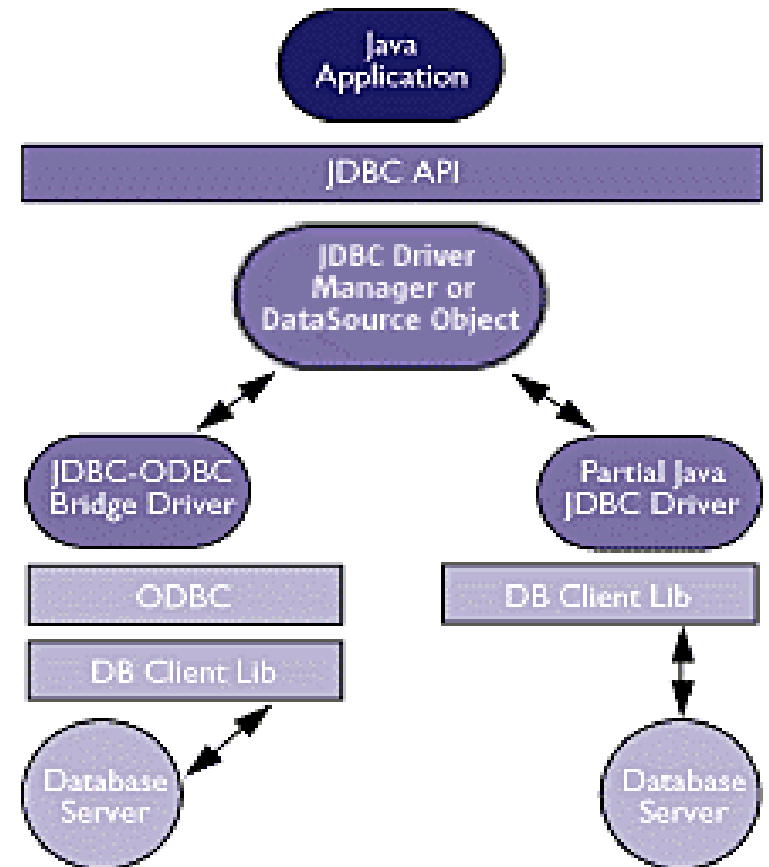 Java
Application
JDBC API
JDBC Driver
Manager or
DataSource Object
JDBC-ODBC
Bridge Driver
Partial Java
JDBC Driver
ODBC
DB Client Lib
DB Client Lib
Database
Server
Database
Server